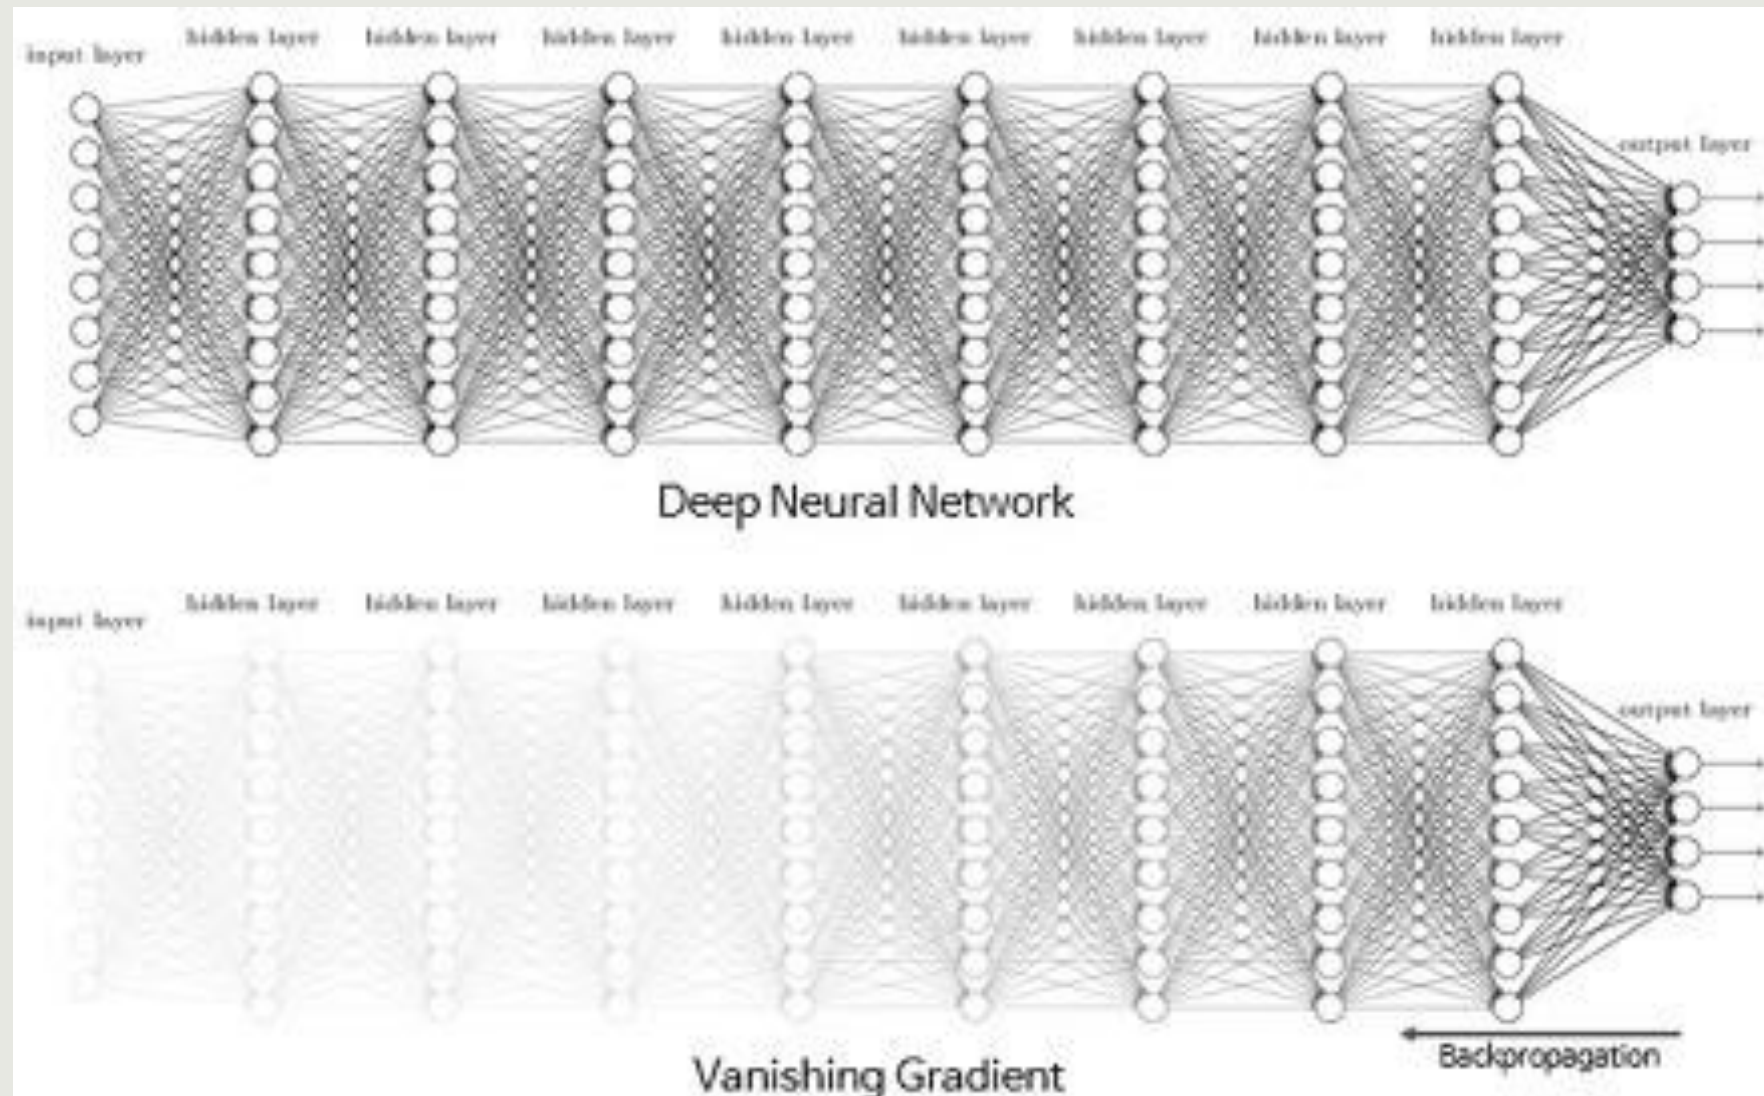 input layer
hidden layer hidden layer hidden layer hidden layer hidden layer hidden layer hidden layer hidden layer
output layer
Deep Neural Network
input layer
hidden layer hidden layer hidden layer hidden layer hidden layer hidden layer hidden layer hidden layer
output layer
Backpropagation
Vanishing Gradient